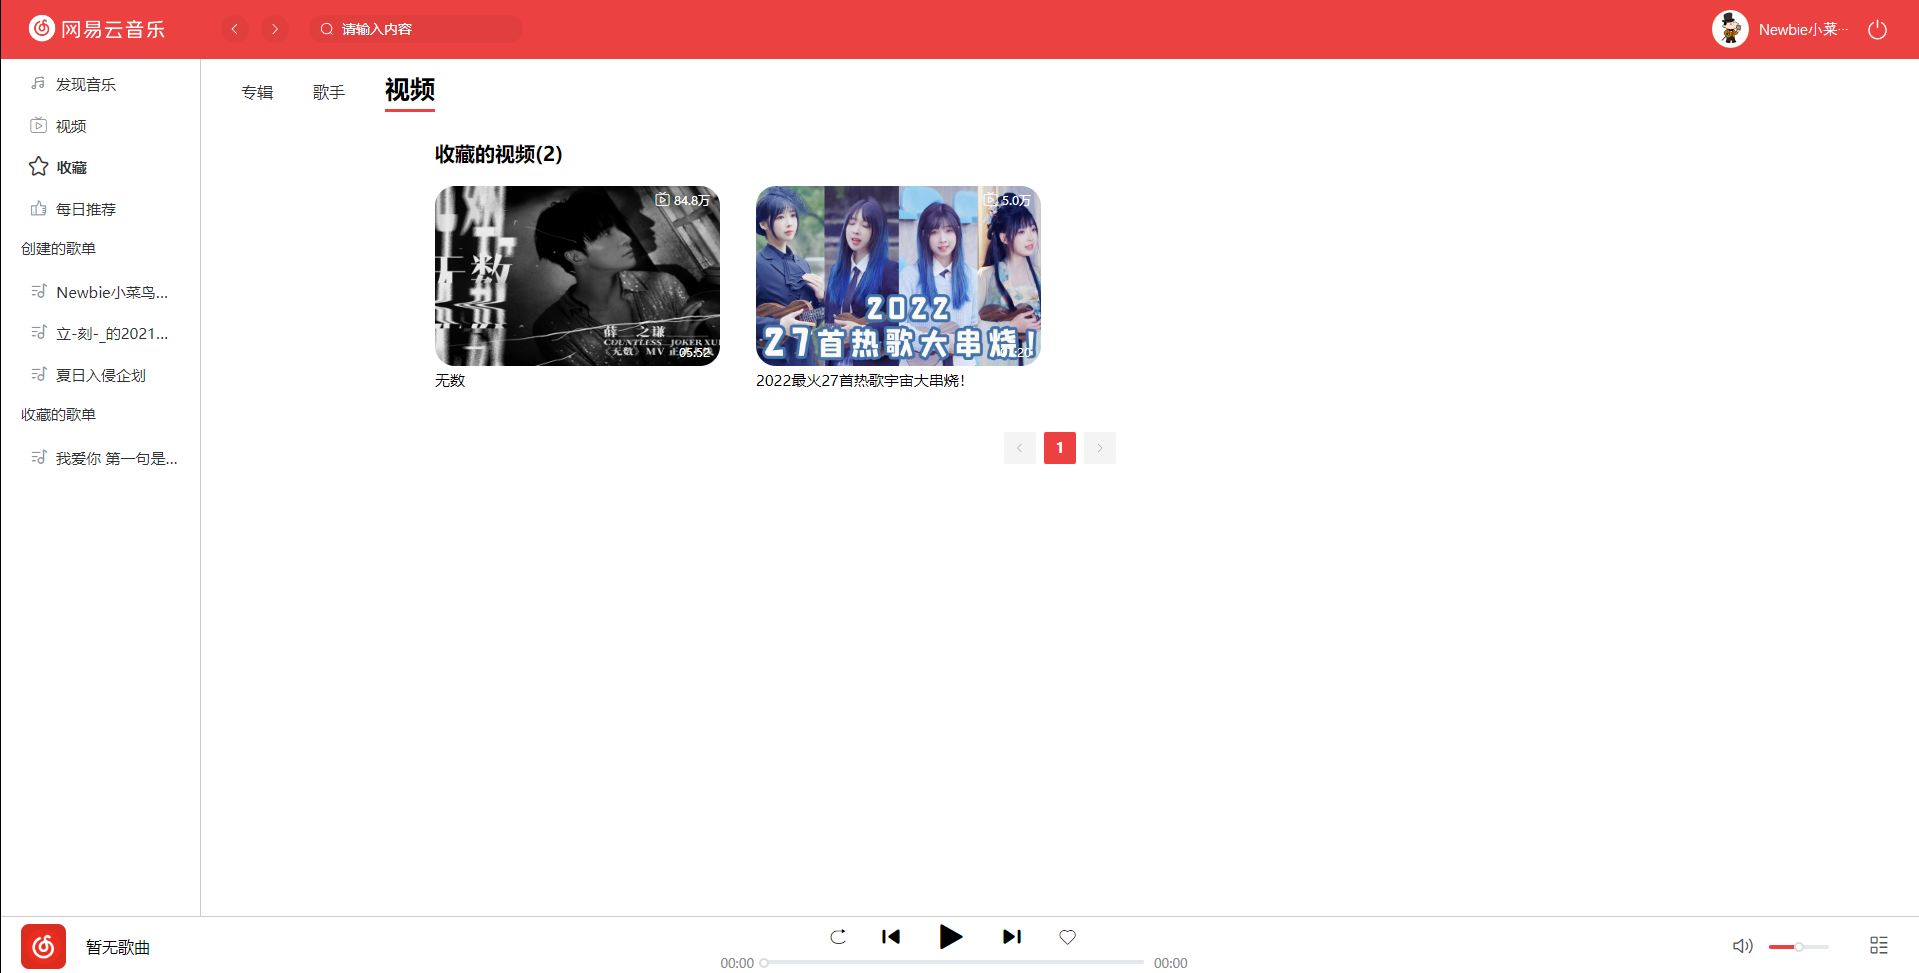 网易云音乐
请输入内容
Newbie小菜···
发现音乐
视频
收藏
每日推荐
创建的歌单
Newbie小菜鸟...
立-刻-_的2021...
夏日入侵企划
收藏的歌单
我爱你 第一句是...
专辑 歌手 视频
收藏的视频(2)
84.8万
无数
薛 之谦
COUNTLESS JOKER XU
《无数》 MV 正
05:52
无数
5.0万
2022
27首热歌大串烧!
2022最火27首热歌宇宙大串烧!
1
暂无歌曲
00:00
00:00